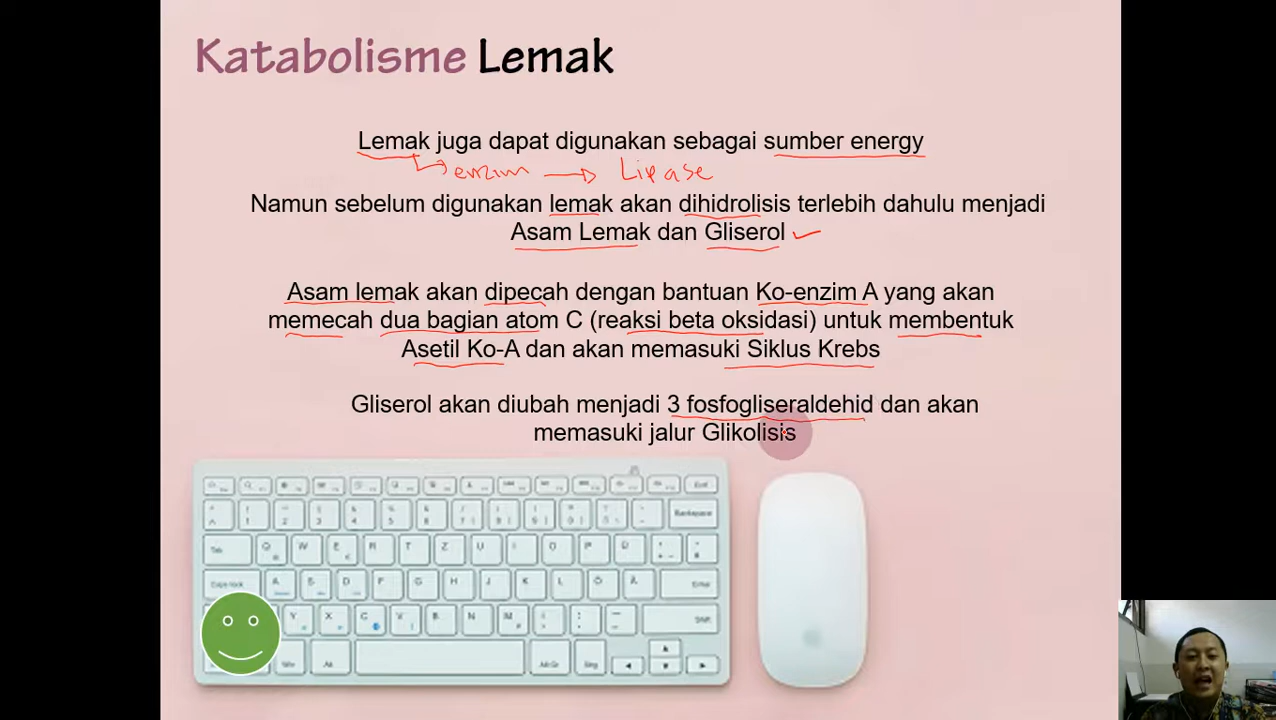 Katabolisme Lemak
Lemak juga dapat digunakan sebagai sumber energy
enzim → Lipase
Namun sebelum digunakan lemak akan dihidrolisis terlebih dahulu menjadi
Asam Lemak dan Gliserol
Asam lemak akan dipecah dengan bantuan Ko-enzim A yang akan
memecah dua bagian atom C (reaksi beta oksidasi) untuk membentuk
Asetil Ko-A dan akan memasuki Siklus Krebs
Gliserol akan diubah menjadi 3 fosfogliseraldehid dan akan
memasuki jalur Glikolisis